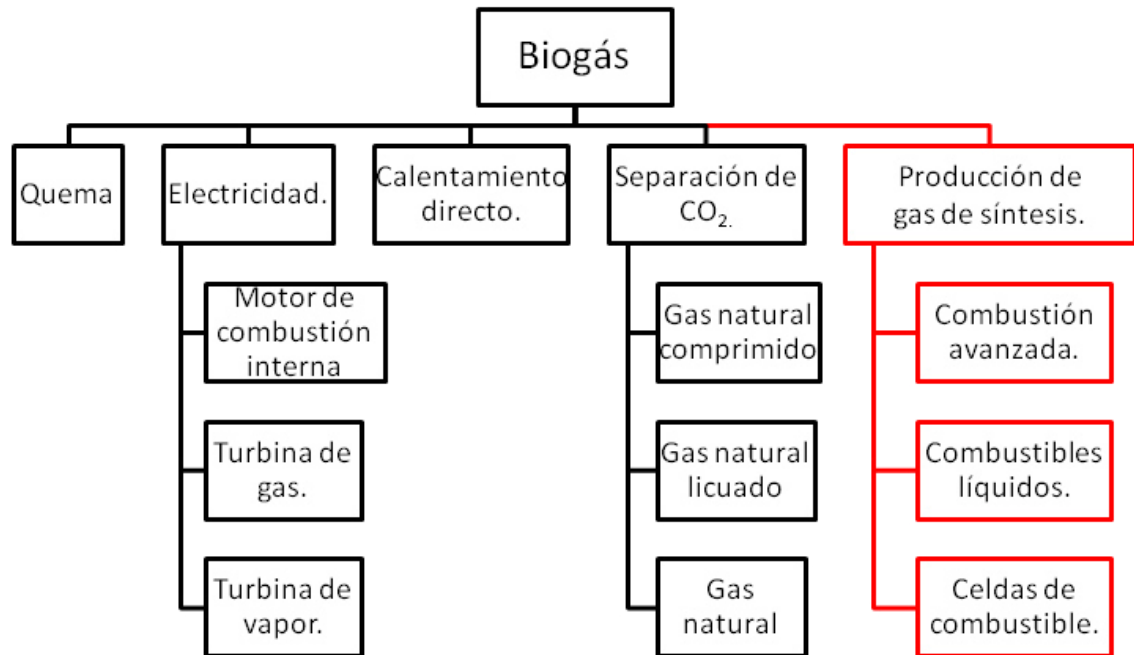 Biogás
Quema
Electricidad.
Calentamiento
directo.
Separación de
CO₂.
Producción de
gas de síntesis.
Motor de
combustión
interna
Gas natural
comprimido
Combustión
avanzada.
Turbina de
gas.
Gas natural
licuado
Combustibles
líquidos.
Turbina de
vapor.
Gas
natural
Celdas de
combustible.